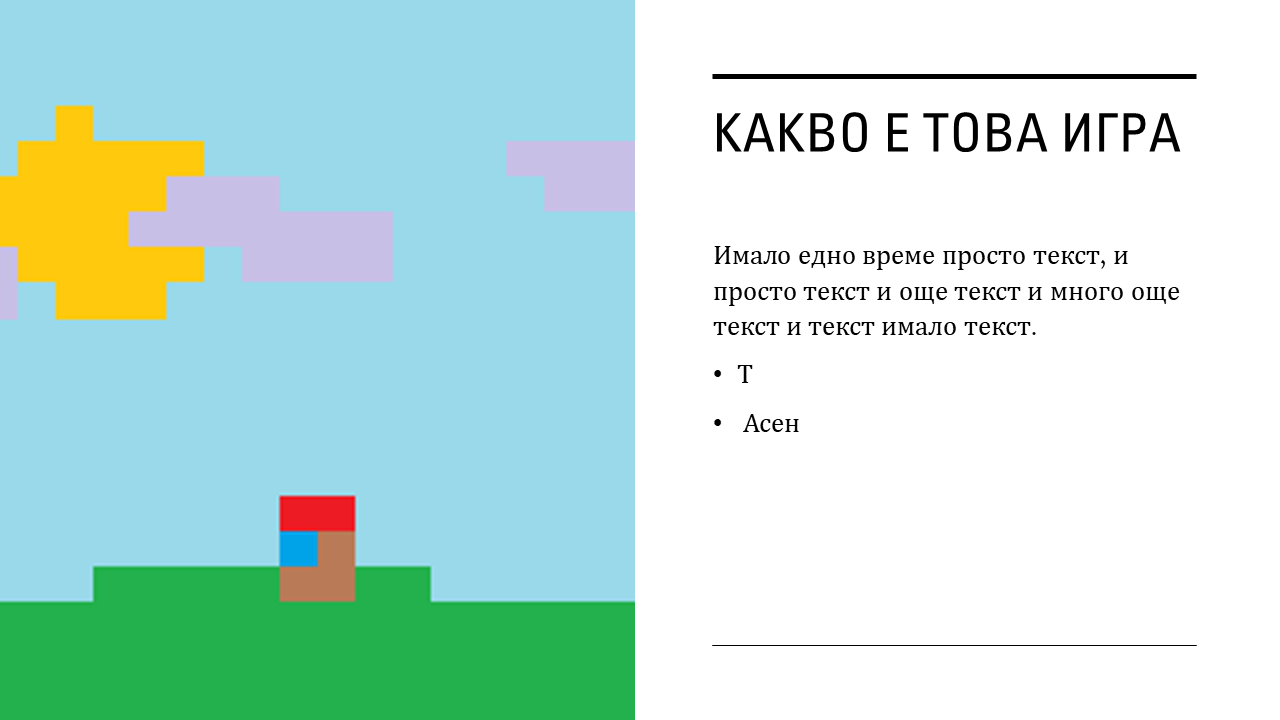 КАКВО Е ТОВА ИГРА
Имало едно време просто текст, и
просто текст и още текст и много още
текст и текст имало текст.
• Т
• Асен